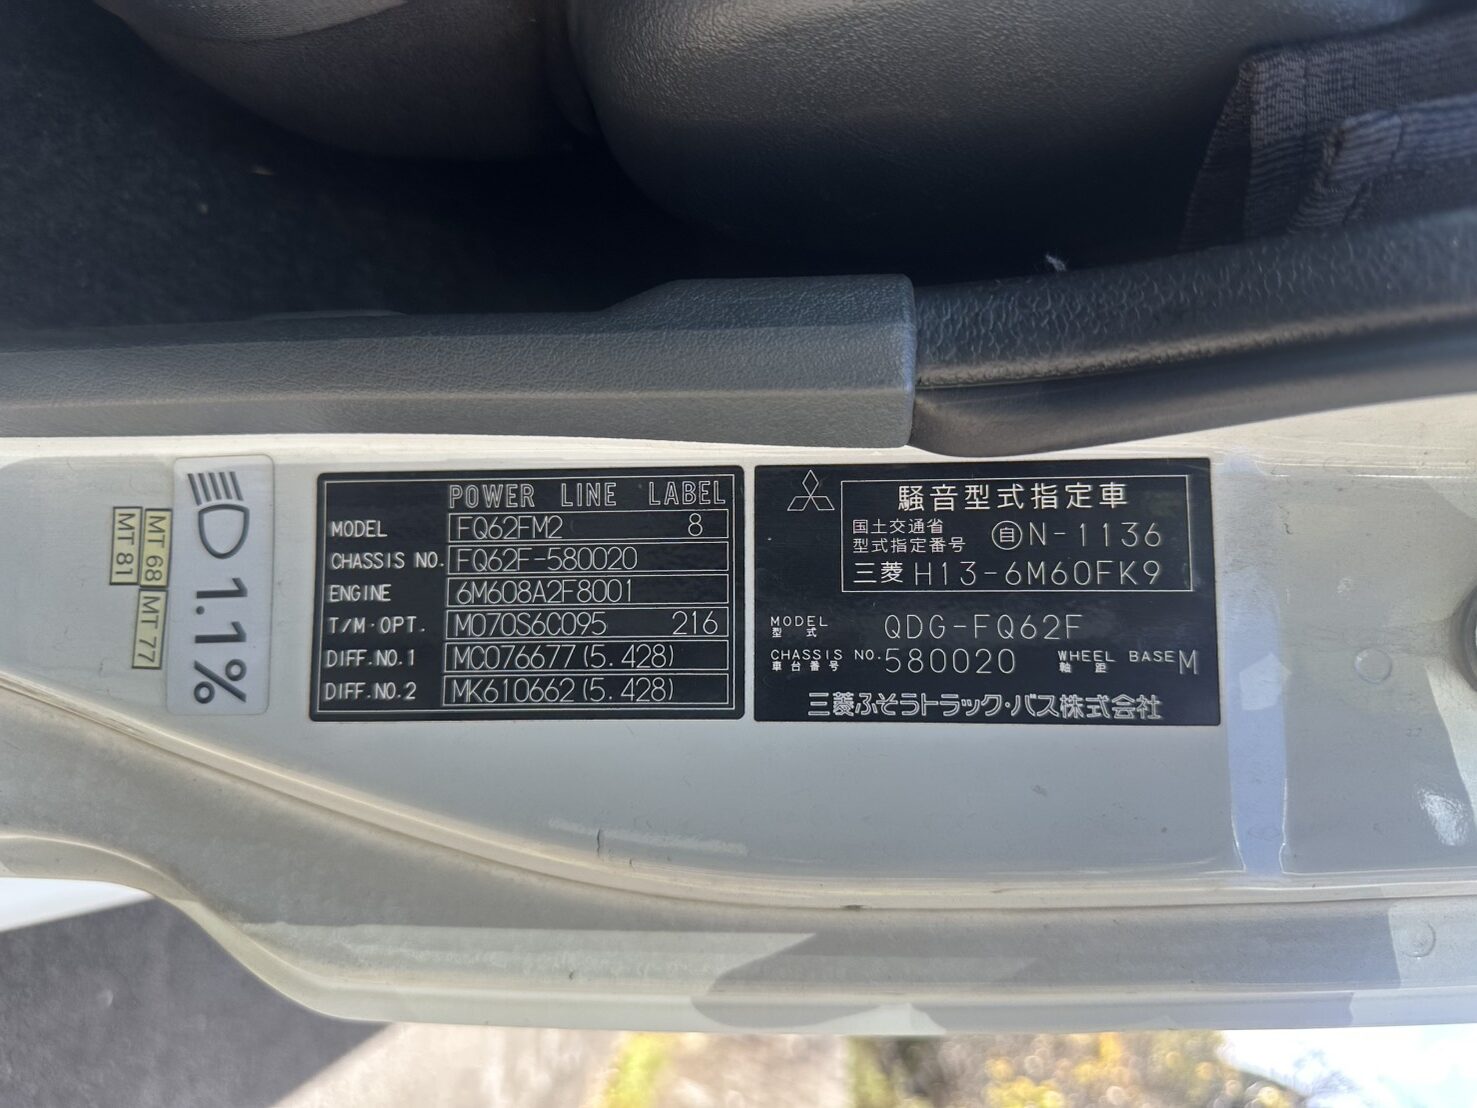 MT 81
MT 68
MT 77
1.1%
POWER LINE LABEL
MODEL FQ62FM2 8
CHASSIS NO. FQ62F-580020
ENGINE 6M608A2F8001
T/M·OPT. M070S6C095 216
DIFF.NO.1 MC076677(5.428)
DIFF.NO.2 MK610662(5.428)
騒音型式指定車
国土交通省
型式指定番号 自N-1136
三菱 H13-6M60FK9
MODEL
型式 QDG-FQ62F
CHASSIS NO. 580020 WHEEL BASE M
車台番号 軸距
三菱ふそうトラック・バス株式会社